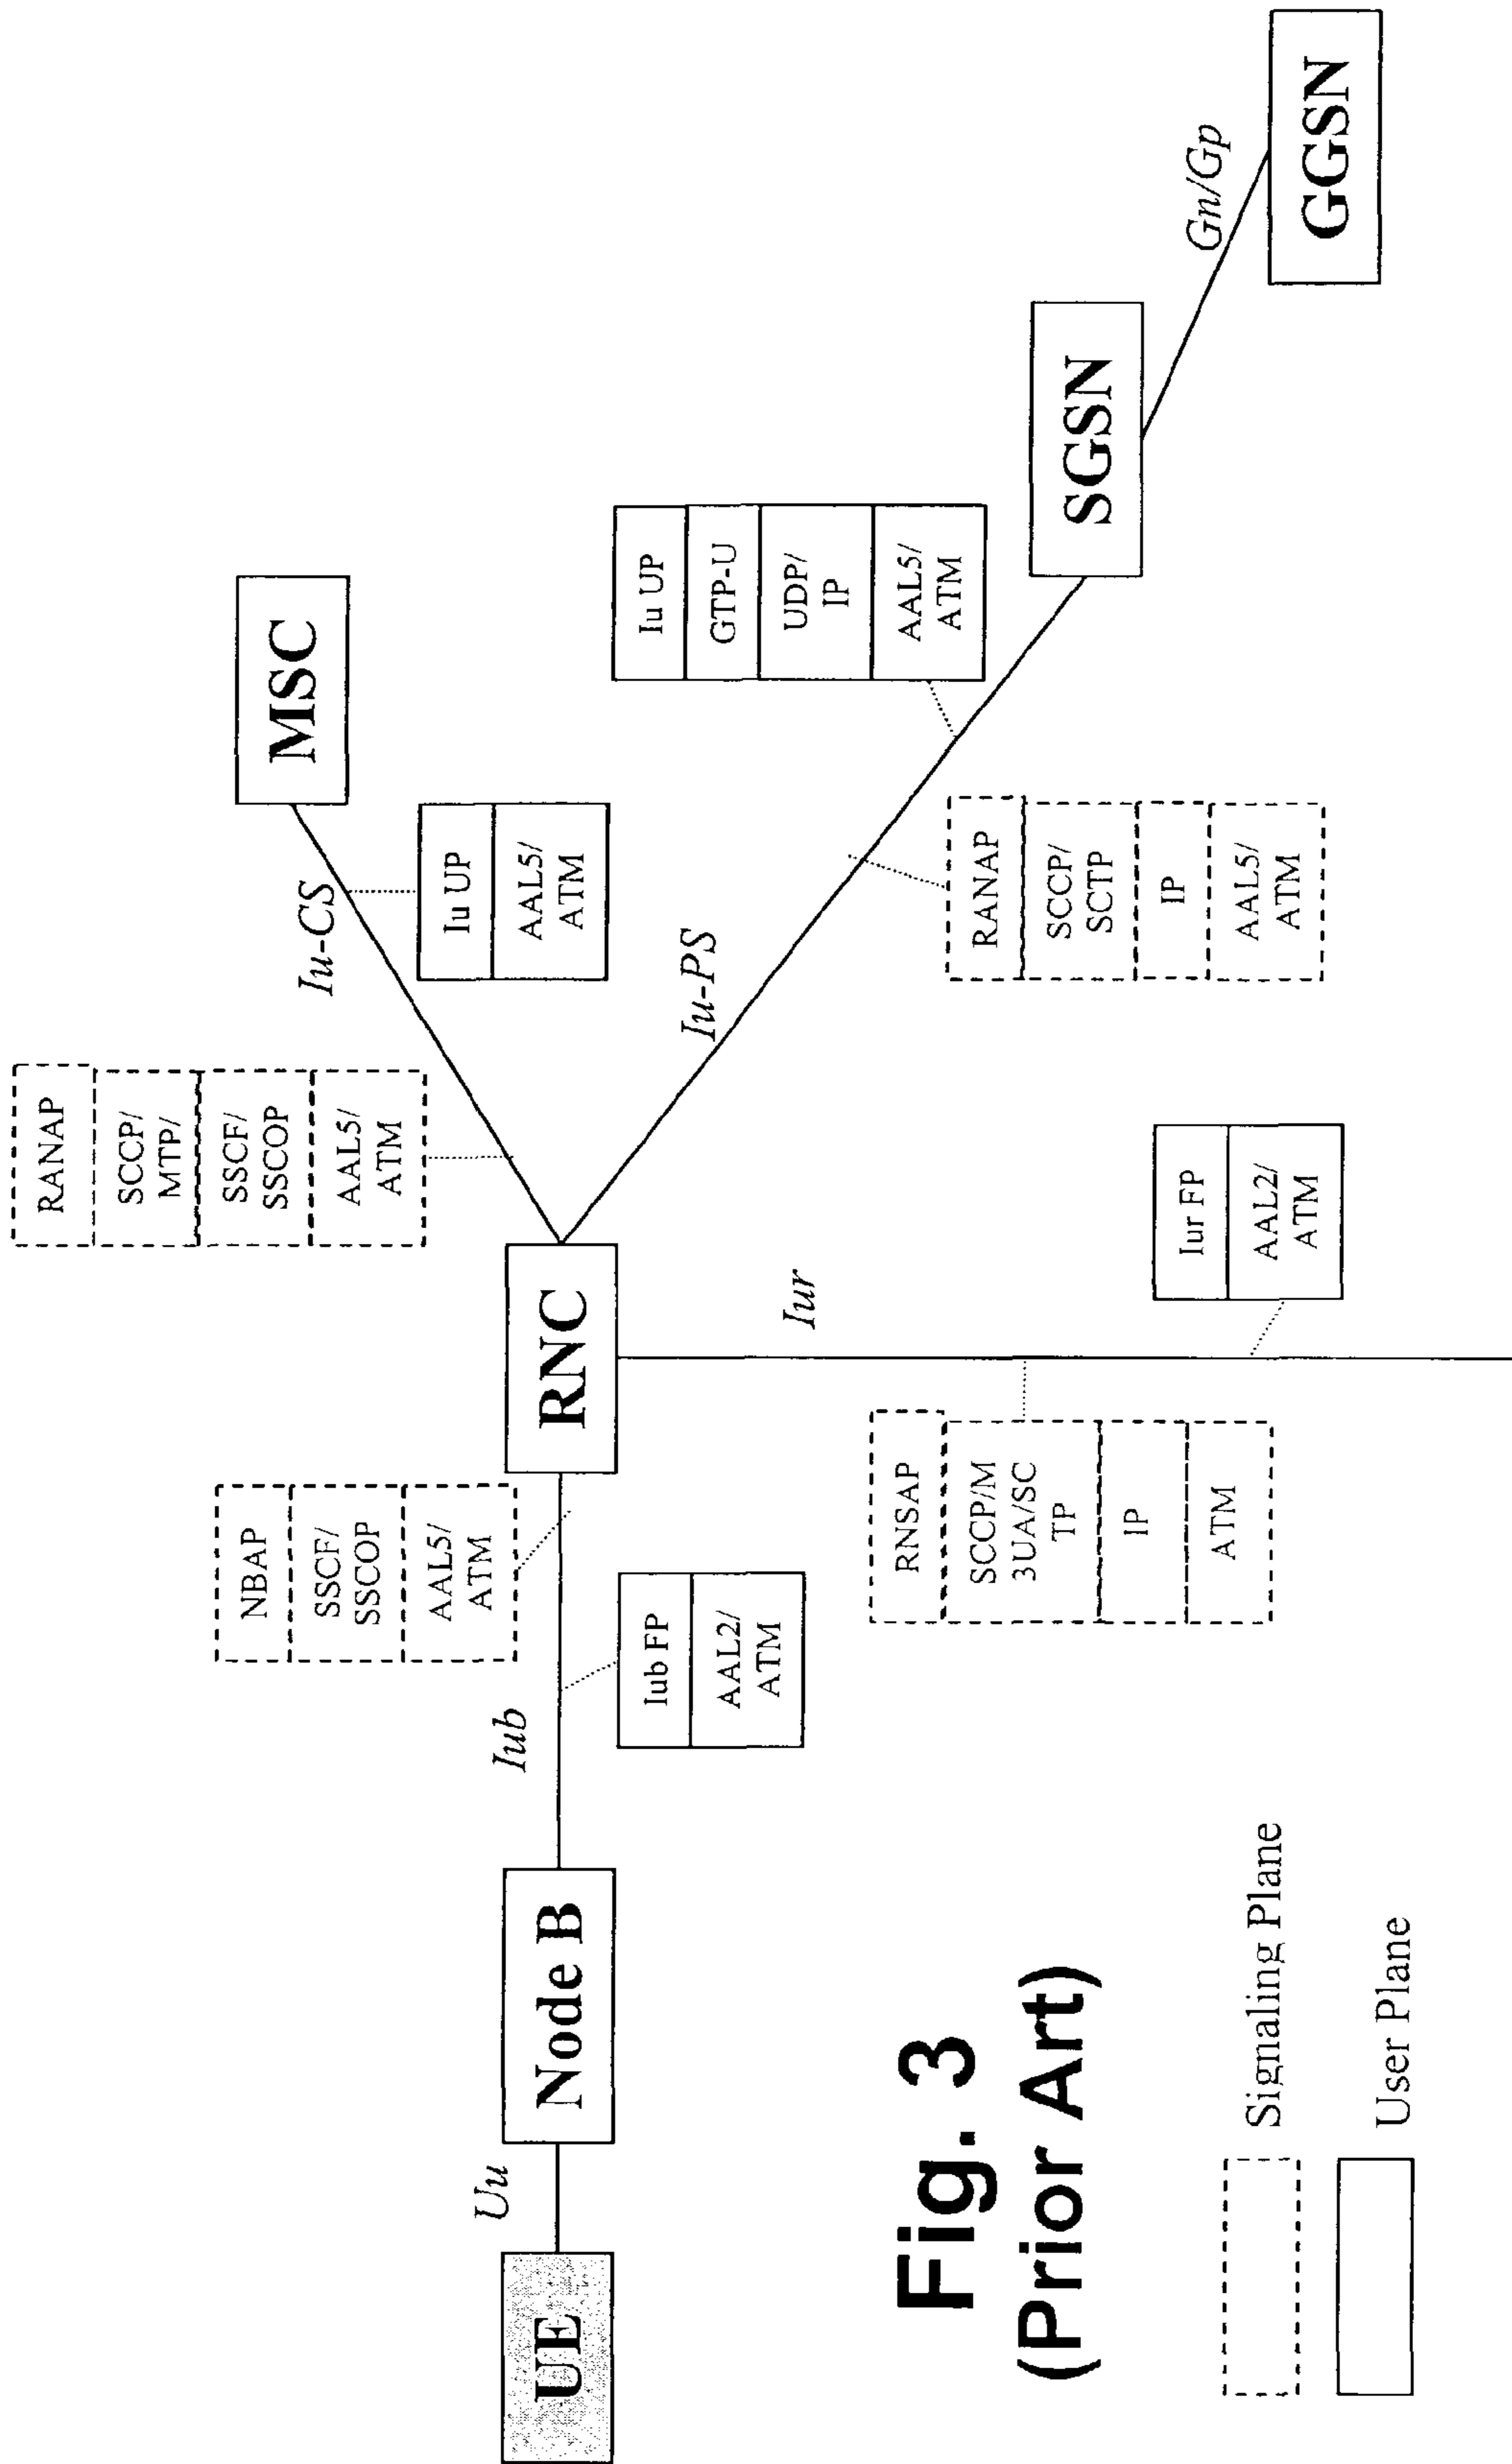 RANAP
SCCP/
MTP/
SSCF/
SSCOP
AAL5/
ATM
MSC
Iu-CS
Iu UP
AAL5/
ATM
NBAP
SSCF/
SSCOP
AAL5/
ATM
UE
Uu
Node B
Iub
RNC
Iub FP
AAL2/
ATM
Iu-PS
Iu UP
GTP-U
UDP/
IP
AAL5/
ATM
Iur
RNSAP
SCCP/M
3UA/SC
TP
IP
ATM
Iur FP
AAL2/
ATM
RANAP
SCCP/
SCTP
IP
AAL5/
ATM
SGSN
Gn/Gp
GGSN
Fig. 3
(Prior Art)
Signaling Plane
User Plane